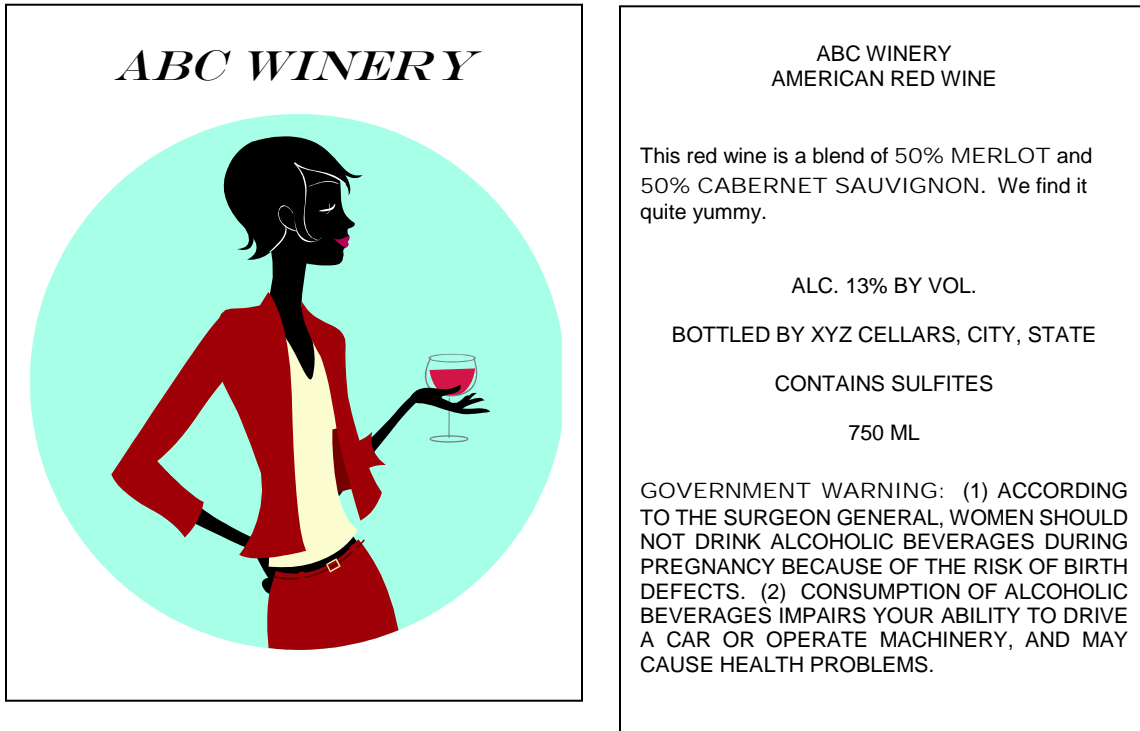 ABC WINERY
ABC WINERY
AMERICAN RED WINE
This red wine is a blend of 50% MERLOT and
50% CABERNET SAUVIGNON. We find it
quite yummy.
ALC. 13% BY VOL.
BOTTLED BY XYZ CELLARS, CITY, STATE
CONTAINS SULFITES
750 ML
GOVERNMENT WARNING: (1) ACCORDING
TO THE SURGEON GENERAL, WOMEN SHOULD
NOT DRINK ALCOHOLIC BEVERAGES DURING
PREGNANCY BECAUSE OF THE RISK OF BIRTH
DEFECTS. (2) CONSUMPTION OF ALCOHOLIC
BEVERAGES IMPAIRS YOUR ABILITY TO DRIVE
A CAR OR OPERATE MACHINERY, AND MAY
CAUSE HEALTH PROBLEMS.